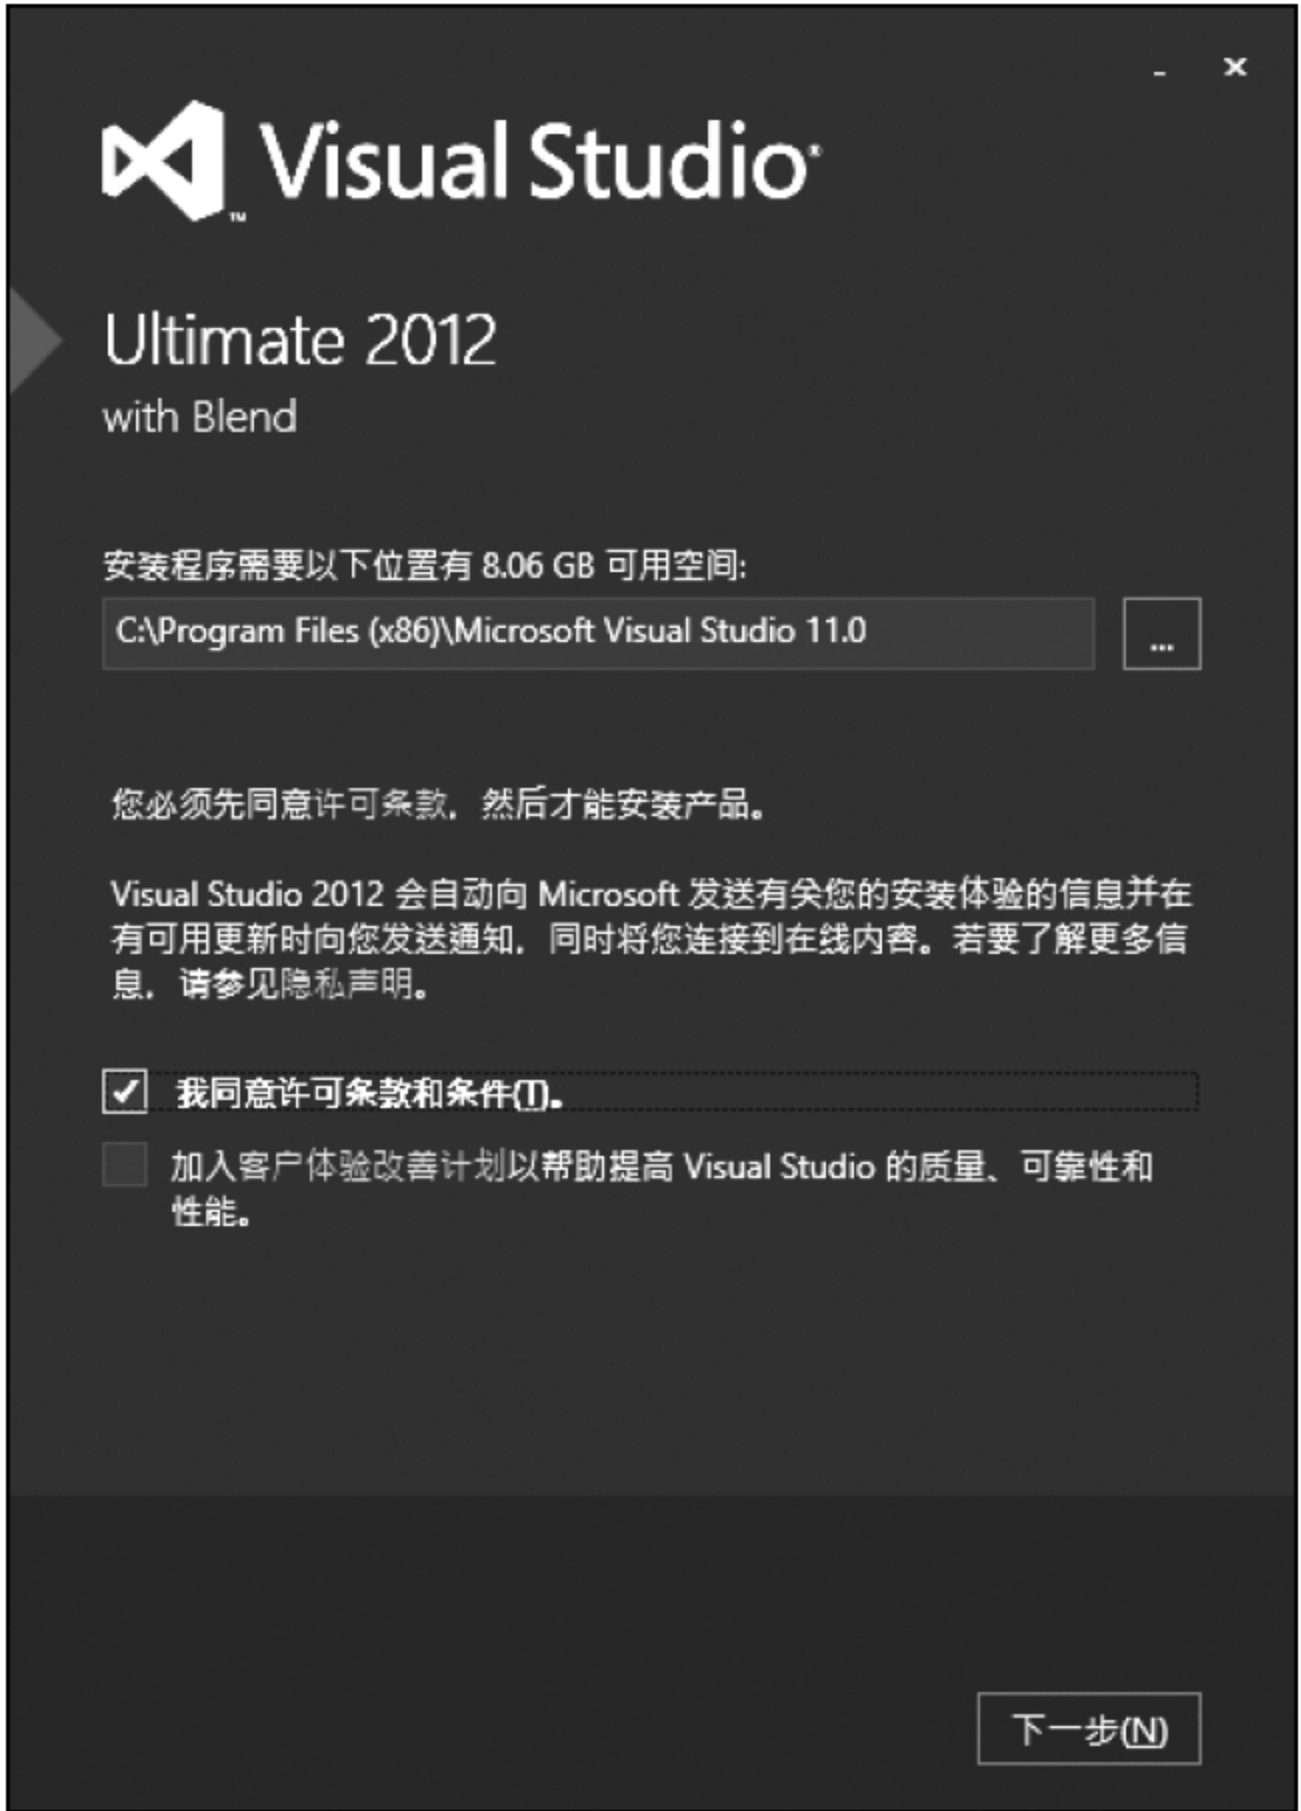 Visual Studio®
™
Ultimate 2012
with Blend
安装程序需要以下位置有 8.06 GB 可用空间:
C:\Program Files (x86)\Microsoft Visual Studio 11.0
...
您必须先同意许可条款，然后才能安装产品。
Visual Studio 2012 会自动向 Microsoft 发送有关您的安装体验的信息并在
有可用更新时向您发送通知，同时将您连接到在线内容。若要了解更多信
息，请参见隐私声明。
我同意许可条款和条件(T)。
加入客户体验改善计划以帮助提高 Visual Studio 的质量、可靠性和
性能。
下一步(N)